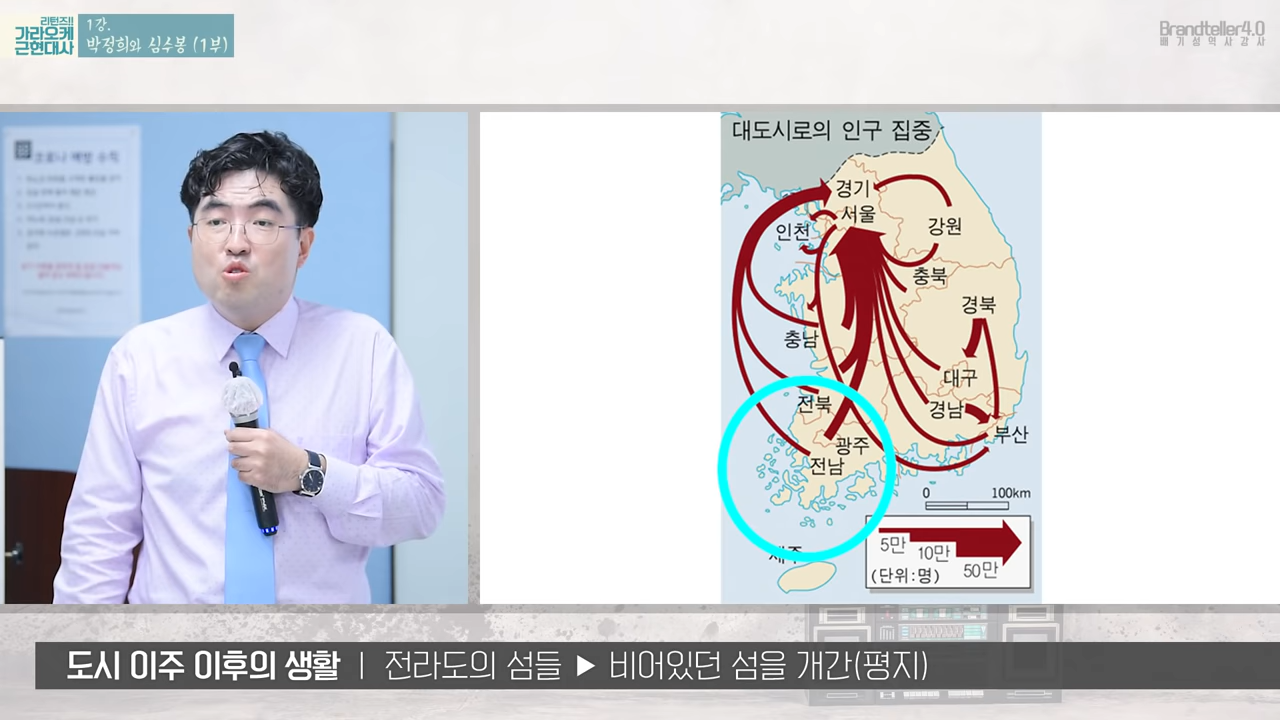 리턴즈!!
가라오케
근현대사
1강.
박정희와 심수봉 (1부)
Brandteller4.0
배기성역사강사
대도시로의 인구 집중
경기
서울
인천
강원
충북
경북
충남
대구
전북
경남
부산
광주
전남
0 100km
제주
5만
10만
50만
(단위:명)
도시 이주 이후의 생활 | 전라도의 섬들 ▶ 비어있던 섬을 개간(평지)